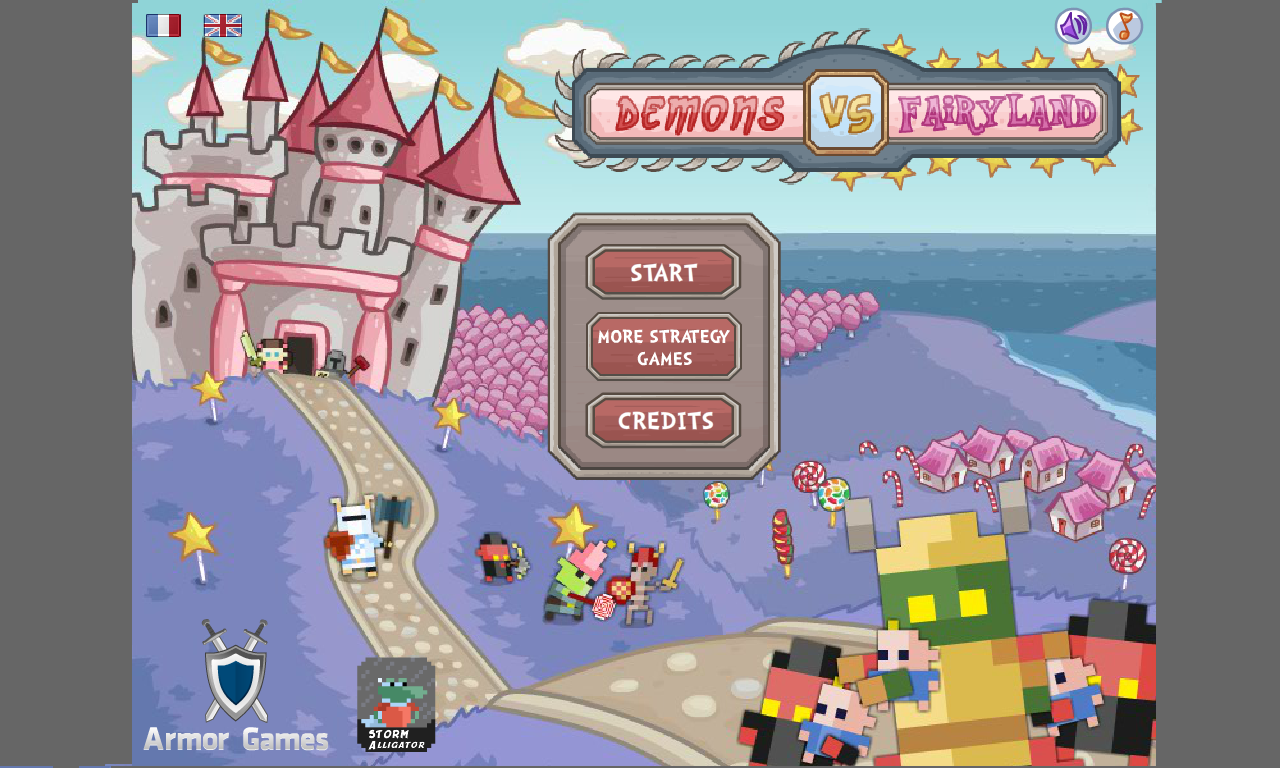 DEMONS VS FAIRYLAND
START
MORE STRATEGY
GAMES
CREDITS
STORM
ALLIGATOR
Armor Games